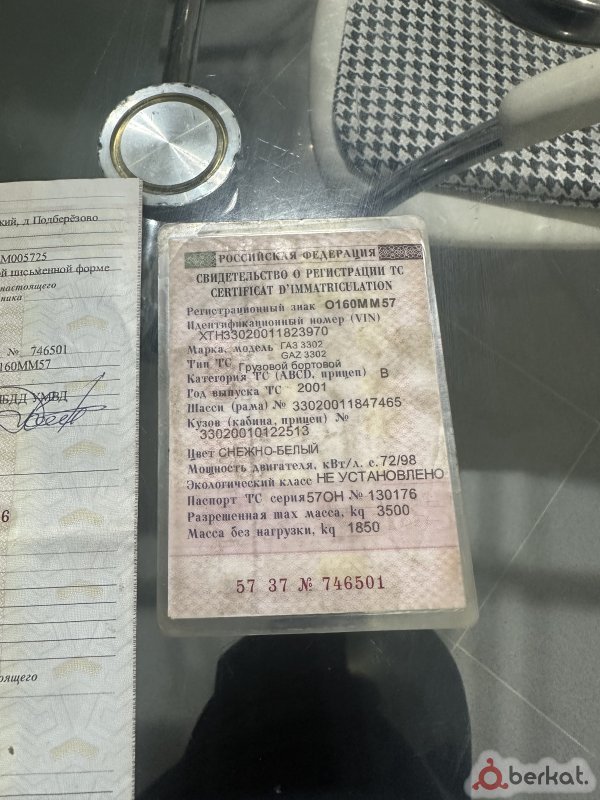 кий, д Подберёзово
М005725
ой письменной форме
настоящего
ника
№ 746501
160ММ57
БДД УМВД
6
оящего
РОССИЙСКАЯ ФЕДЕРАЦИЯ
СВИДЕТЕЛЬСТВО О РЕГИСТРАЦИИ ТС
CERTIFICAT D'IMMATRICULATION
Регистрационный знак О160ММ57
Идентификационный номер (VIN)
ХТН33020011823970
Марка, модель ГАЗ 3302
GAZ 3302
Тип ТС Грузовой бортовой
Категория ТС (ABCD, прицеп) В
Год выпуска ТС 2001
Шасси (рама) № 33020011847465
Кузов (кабина, прицеп) №
33020010122513
Цвет СНЕЖНО-БЕЛЫЙ
Мощность двигателя, кВт/л. с. 72/98
Экологический класс НЕ УСТАНОВЛЕНО
Паспорт ТС серия 57ОН № 130176
Разрешенная max масса, kg 3500
Масса без нагрузки, kg 1850
57 37 № 746501
berkat.